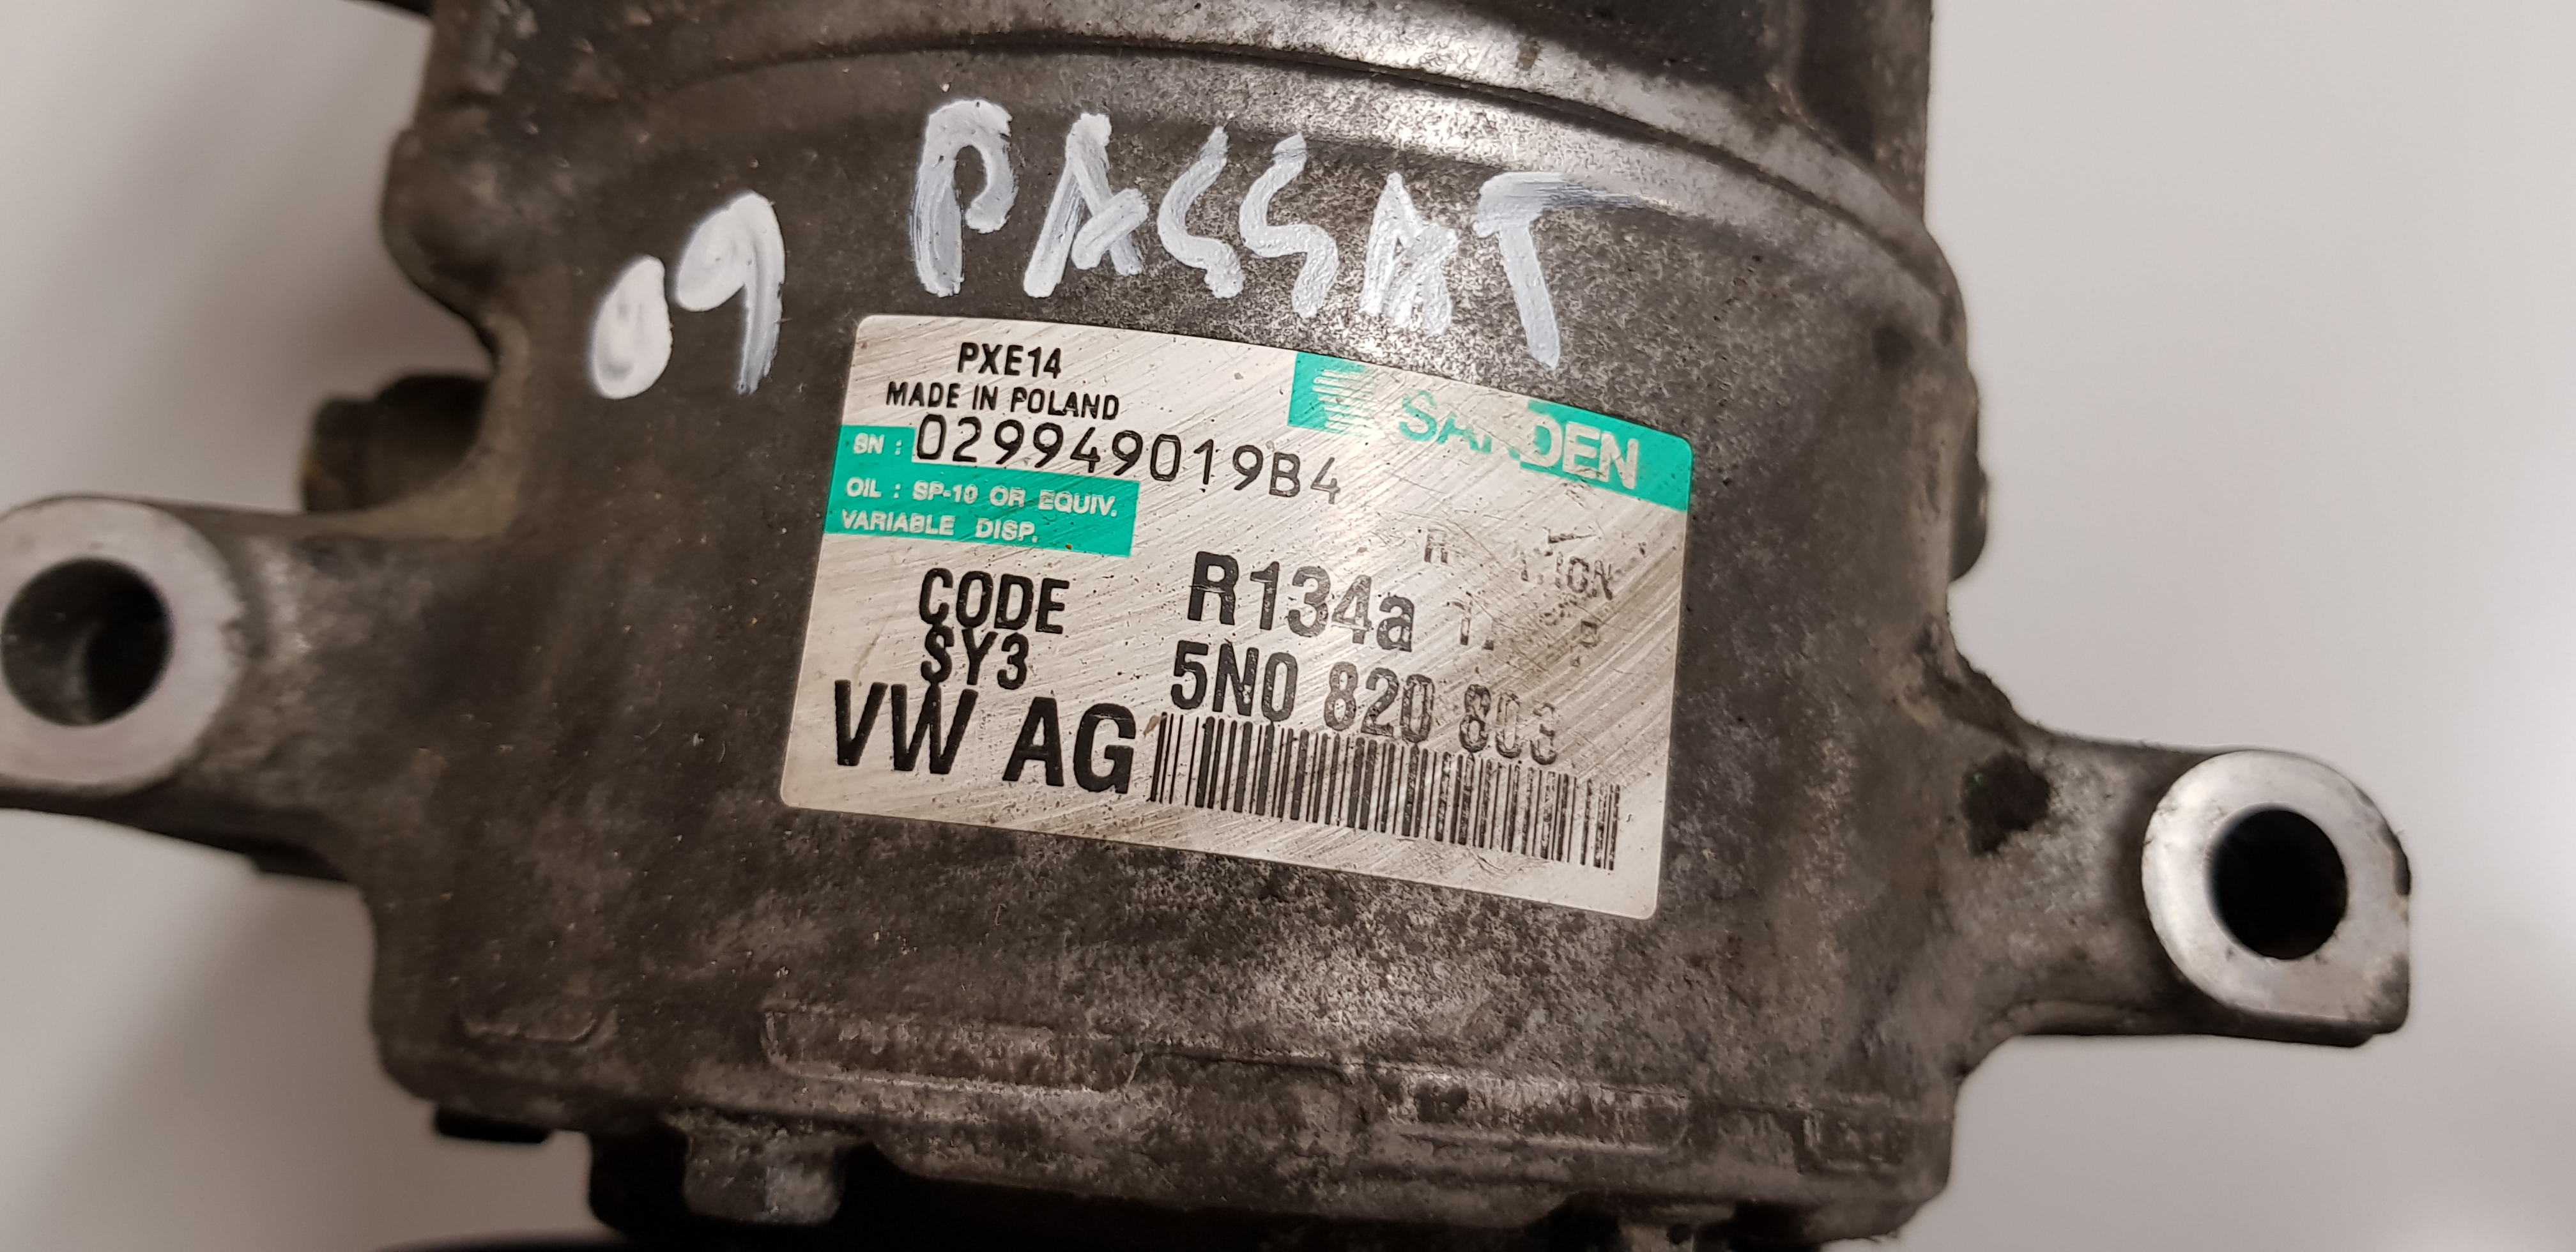 09 PASSAT
PXE14
MADE IN POLAND
SANDEN
SN : 029949019B4
OIL : SP-10 OR EQUIV.
VARIABLE DISP.
CODE
SY3
R134a
5N0 820 803
VW AG